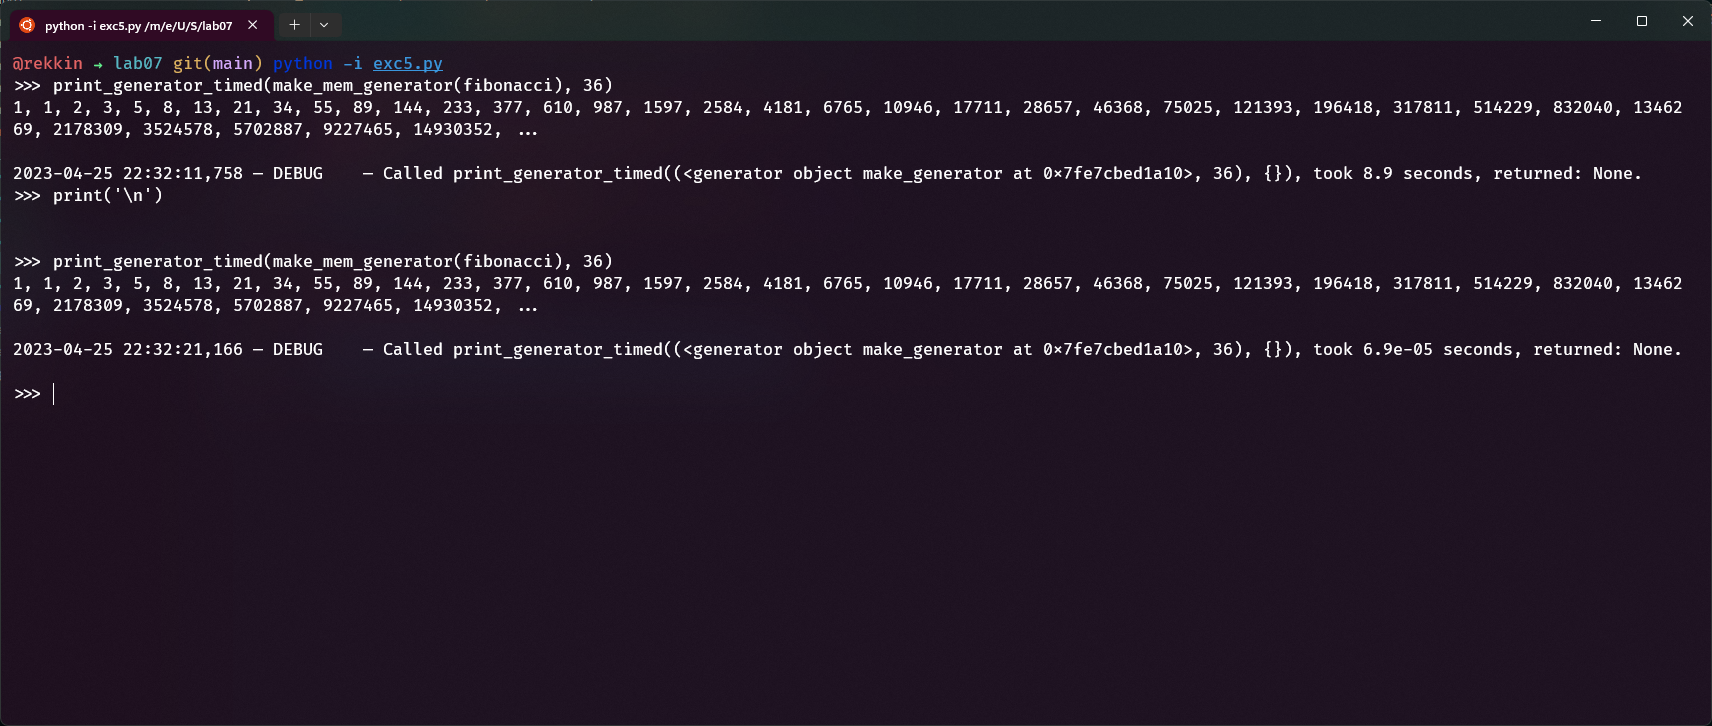 python -i exc5.py /m/e/U/S/lab07
@rekkin → lab07 git(main) python -i exc5.py
>>> print_generator_timed(make_mem_generator(fibonacci), 36)
1, 1, 2, 3, 5, 8, 13, 21, 34, 55, 89, 144, 233, 377, 610, 987, 1597, 2584, 4181, 6765, 10946, 17711, 28657, 46368, 75025, 121393, 196418, 317811, 514229, 832040, 13462
69, 2178309, 3524578, 5702887, 9227465, 14930352, ...
2023-04-25 22:32:11,758 — DEBUG    — Called print_generator_timed((<generator object make_generator at 0x7fe7cbed1a10>, 36), {}), took 8.9 seconds, returned: None.
>>> print('\n')
>>> print_generator_timed(make_mem_generator(fibonacci), 36)
1, 1, 2, 3, 5, 8, 13, 21, 34, 55, 89, 144, 233, 377, 610, 987, 1597, 2584, 4181, 6765, 10946, 17711, 28657, 46368, 75025, 121393, 196418, 317811, 514229, 832040, 13462
69, 2178309, 3524578, 5702887, 9227465, 14930352, ...
2023-04-25 22:32:21,166 — DEBUG    — Called print_generator_timed((<generator object make_generator at 0x7fe7cbed1a10>, 36), {}), took 6.9e-05 seconds, returned: None.
>>>